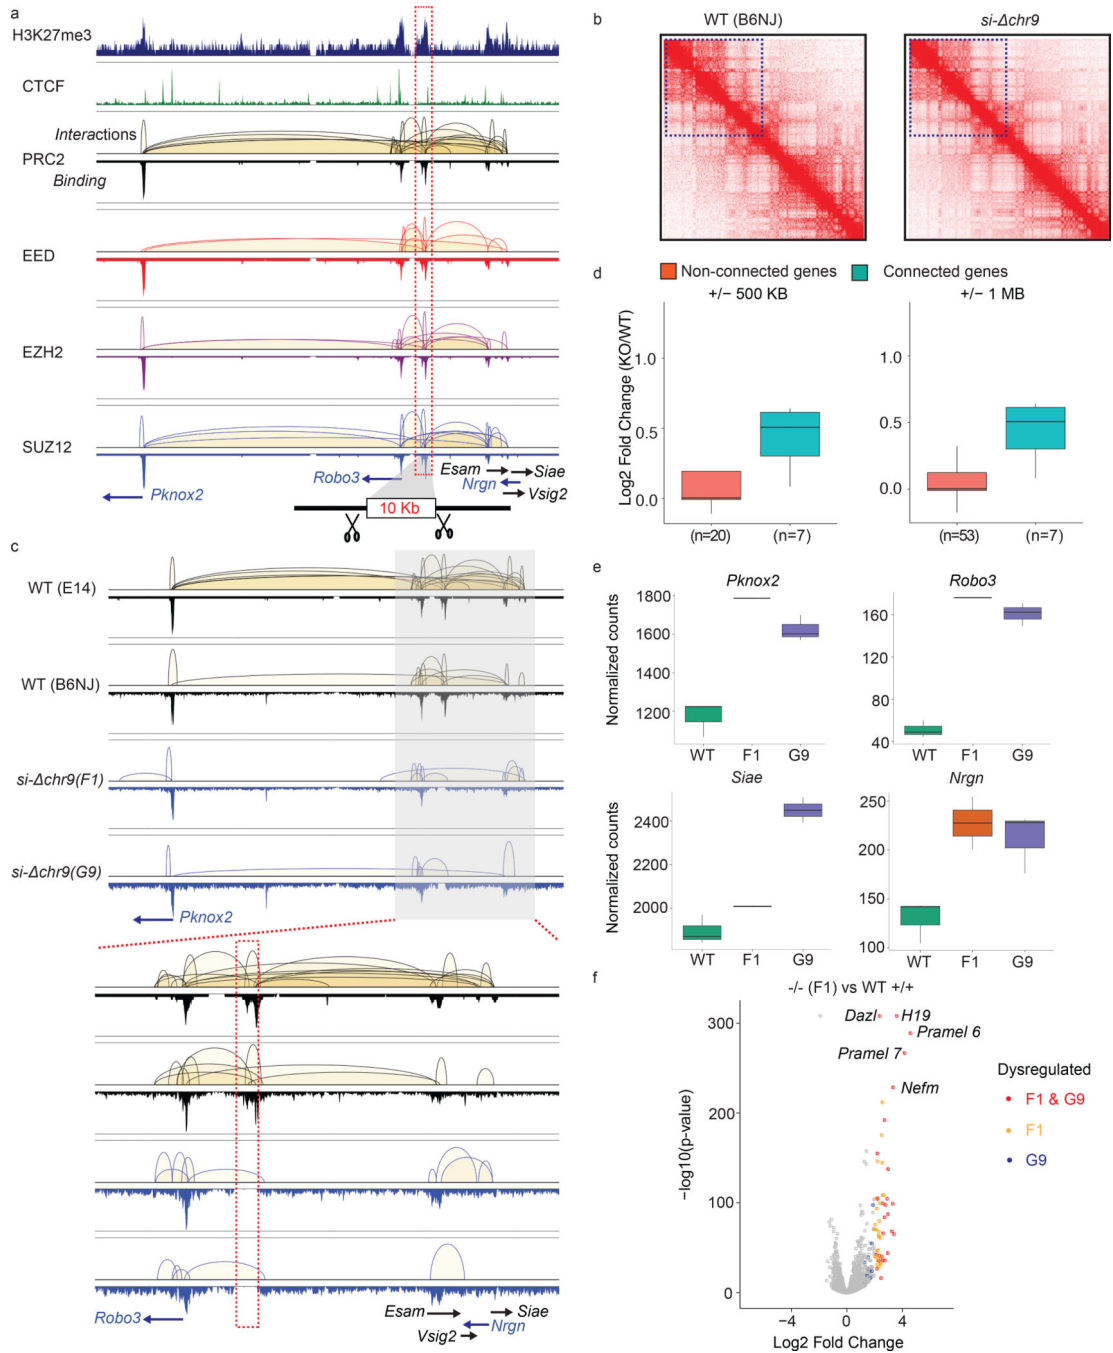 a
H3K27me3
CTCF
Interactions
PRC2
Binding
EED
EZH2
SUZ12
Pknox2
Robo3
Esam
Siae
Nrgn
Vsig2
10 Kb
b
WT (B6NJ)
si-Δchr9
c
WT (E14)
WT (B6NJ)
si-Δchr9(F1)
si-Δchr9(G9)
Pknox2
Robo3
Esam
Siae
Vsig2
Nrgn
d
Non-connected genes
Connected genes
+/− 500 KB
+/− 1 MB
Log2 Fold Change (KO/WT)
1.0
0.5
0.0
(n=20)
(n=7)
1.0
0.5
0.0
(n=53)
(n=7)
e
Pknox2
Robo3
Normalized counts
1800
1600
1400
1200
WT
F1
G9
160
120
80
40
WT
F1
G9
Siae
Nrgn
Normalized counts
2400
2200
2000
WT
F1
G9
250
200
150
100
WT
F1
G9
f
-/- (F1) vs WT +/+
−log10(p-value)
300
200
100
0
Dazl
H19
Pramel 6
Pramel 7
Nefm
Dysregulated
F1 & G9
F1
G9
−4
0
4
Log2 Fold Change